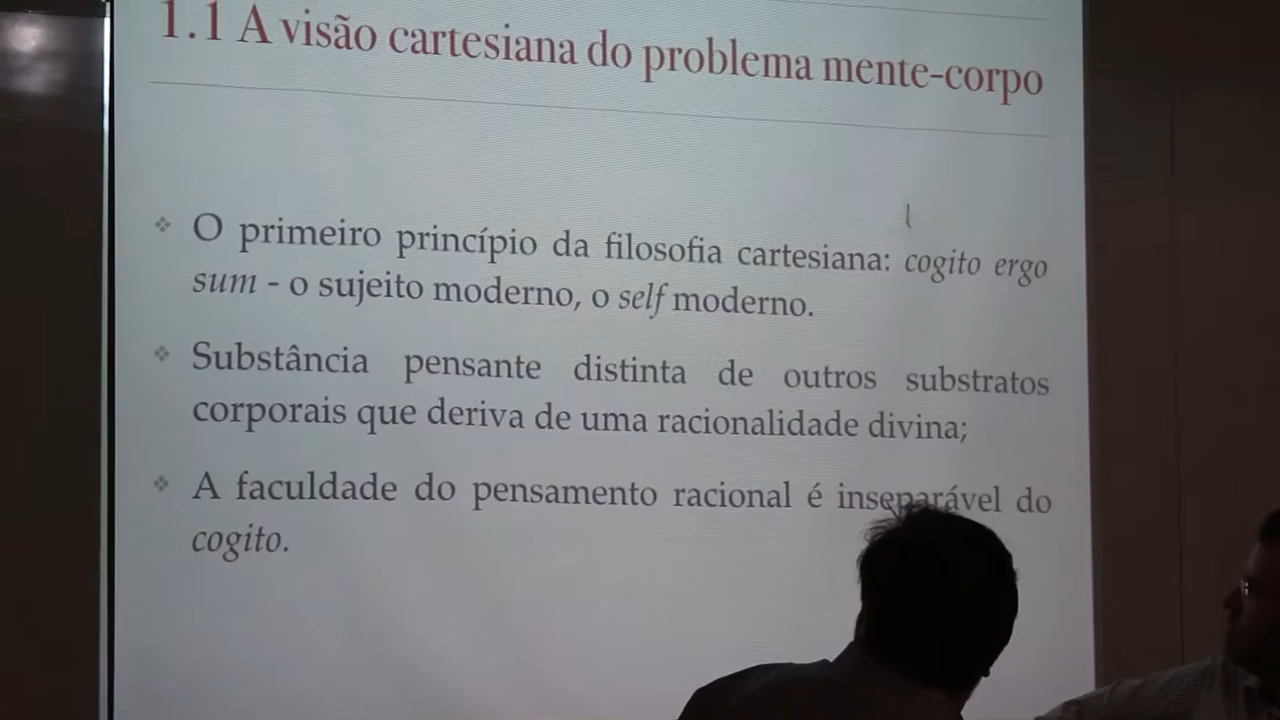 1.1 A visão cartesiana do problema mente-corpo
O primeiro princípio da filosofia cartesiana: cogito ergo
sum - o sujeito moderno, o self moderno.
Substância pensante distinta de outros substratos
corporais que deriva de uma racionalidade divina;
A faculdade do pensamento racional é inseparável do
cogito.